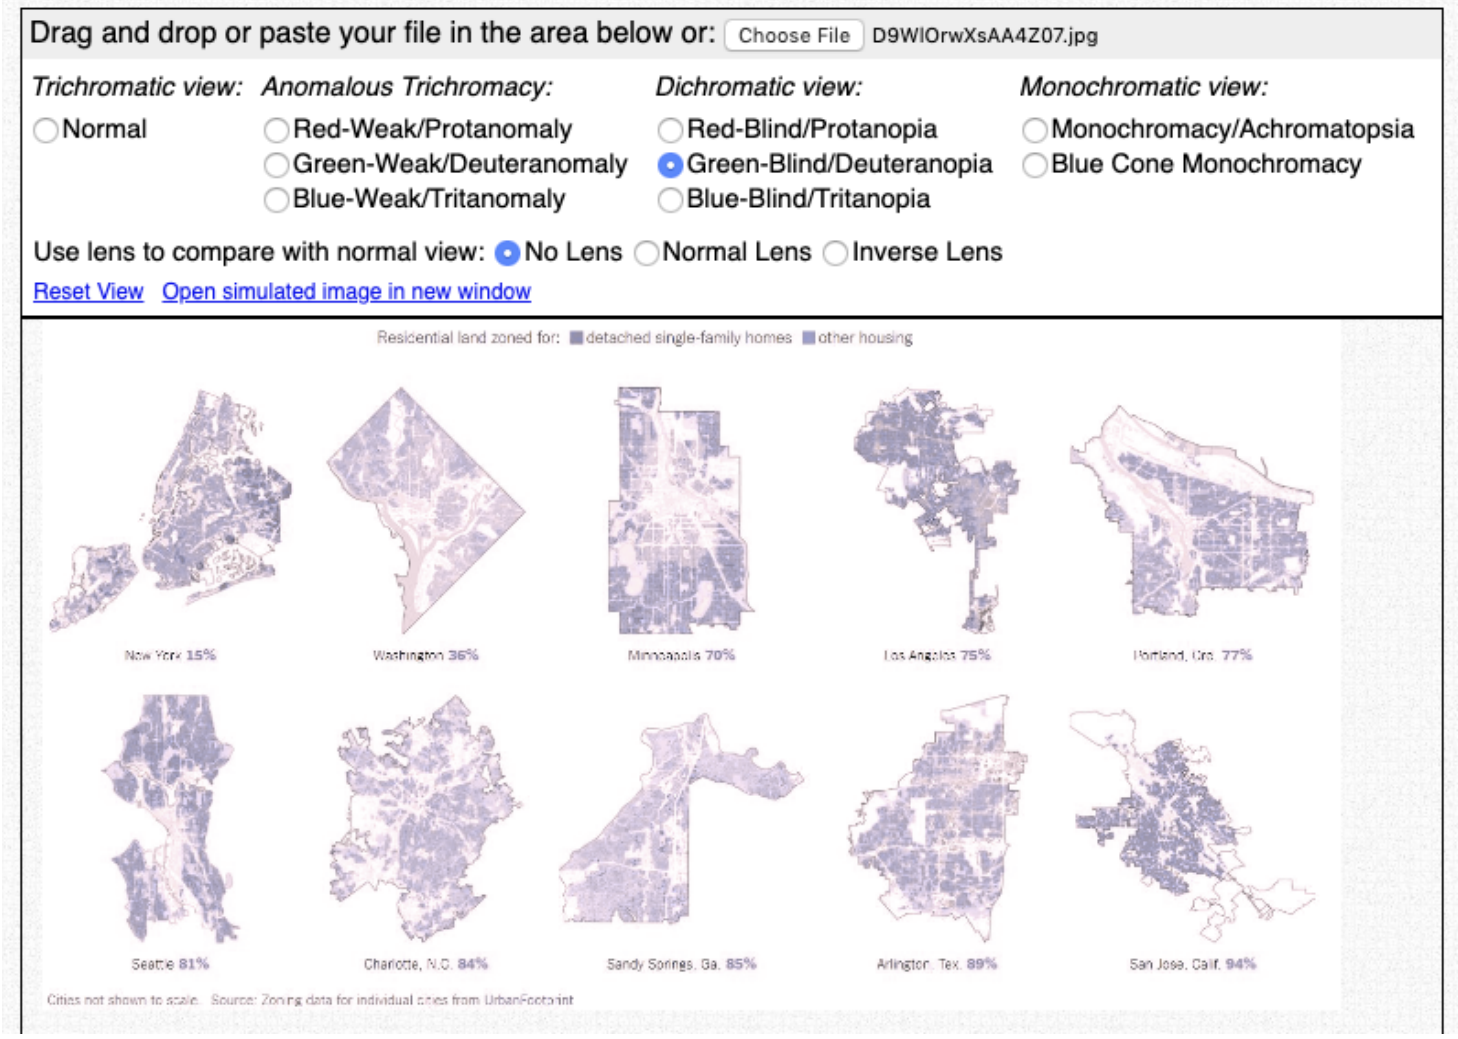 Drag and drop or paste your file in the area below or: Choose File D9WlOrwXsAA4Z07.jpg
Trichromatic view: Anomalous Trichromacy: Dichromatic view: Monochromatic view:
Normal Red-Weak/Protanomaly Red-Blind/Protanopia Monochromacy/Achromatopsia
Green-Weak/Deuteranomaly Green-Blind/Deuteranopia Blue Cone Monochromacy
Blue-Weak/Tritanomaly Blue-Blind/Tritanopia
Use lens to compare with normal view: No Lens Normal Lens Inverse Lens
Reset View Open simulated image in new window
Residential land zoned for: detached single-family homes other housing
New York 15% Washington 36% Minneapolis 70% Los Angeles 75% Portland, Ore. 77%
Seattle 81% Charlotte, N.C. 84% Sandy Springs, Ga. 85% Arlington, Tex. 89% San Jose, Calif. 94%
Cities not shown to scale. Source: Zoning data for individual cities from UrbanFootprint